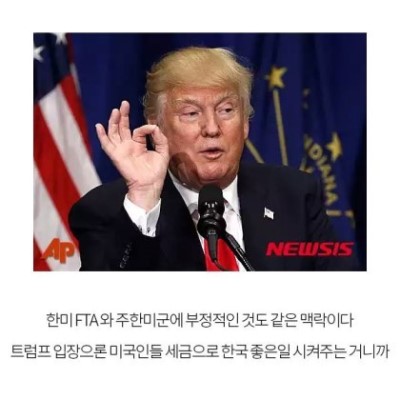 INDIANA
AP
NEWSIS
한미 FTA와 주한미군에 부정적인 것도 같은 맥락이다
트럼프 입장으론 미국인들 세금으로 한국 좋은일 시켜주는 거니까